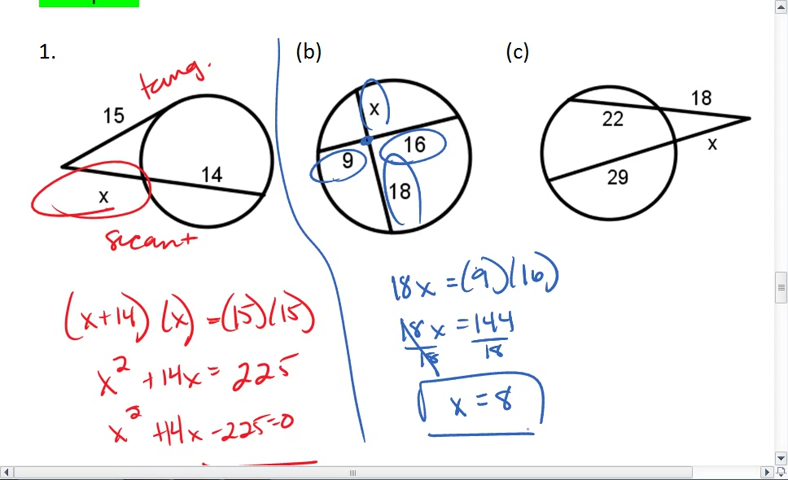 1.
tang.
15
14
x
secant
(x+14) (x) = (15)(15)
x² + 14x = 225
x² + 14x - 225 = 0
(b)
x
16
9
18
18x = (9)(16)
18x = 144
18 18
x = 8
(c)
18
22
x
29